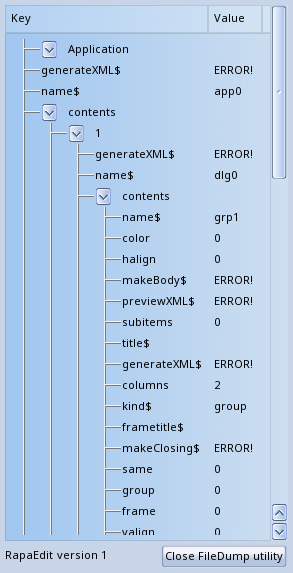 Key Value
Application
generateXML$ ERROR!
name$ app0
contents
1
generateXML$ ERROR!
name$ dlg0
contents
name$ grp1
color 0
halign 0
makeBody$ ERROR!
previewXML$ ERROR!
subitems 0
title$
generateXML$ ERROR!
columns 2
kind$ group
frametitle$
makeClosing$ ERROR!
same 0
group 0
frame 0
valign 0
RapaEdit version 1 Close FileDump utility